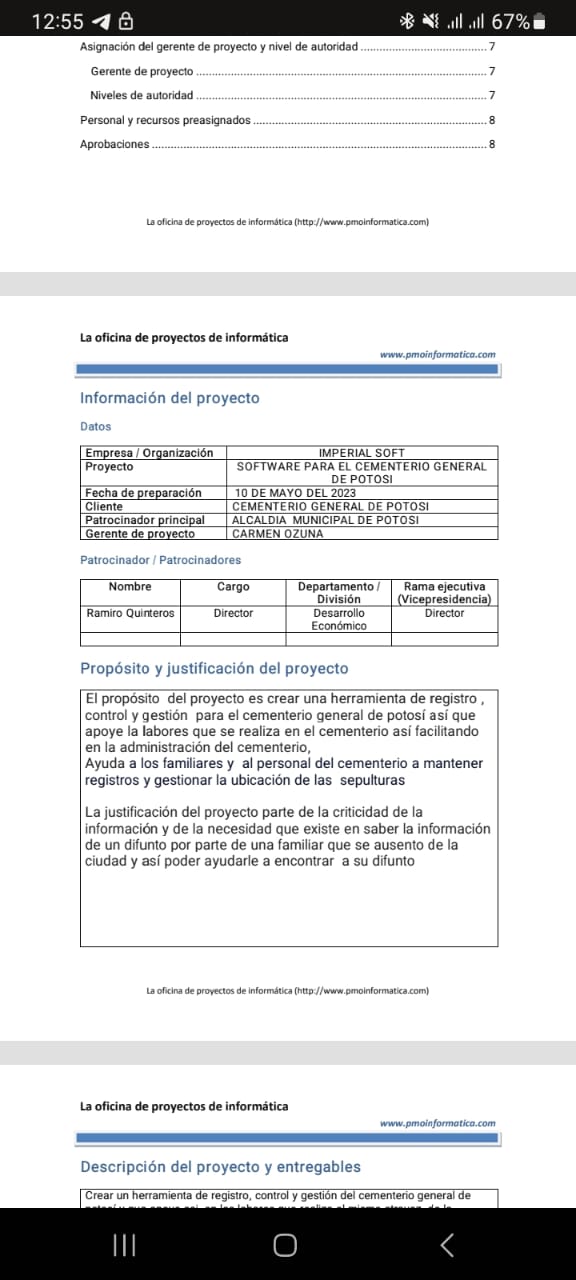 12:55 67%
Asignación del gerente de proyecto y nivel de autoridad 7
Gerente de proyecto 7
Niveles de autoridad 7
Personal y recursos preasignados 8
Aprobaciones 8
La oficina de proyectos de informática (http://www.pmoinformatica.com)
La oficina de proyectos de informática
www.pmoinformatica.com
Información del proyecto
Datos
Empresa / Organización IMPERIAL SOFT
Proyecto SOFTWARE PARA EL CEMENTERIO GENERAL
DE POTOSI
Fecha de preparación 10 DE MAYO DEL 2023
Cliente CEMENTERIO GENERAL DE POTOSI
Patrocinador principal ALCALDIA MUNICIPAL DE POTOSI
Gerente de proyecto CARMEN OZUNA
Patrocinador / Patrocinadores
Nombre Cargo Departamento / Rama ejecutiva
División (Vicepresidencia)
Ramiro Quinteros Director Desarrollo Director
Económico
Propósito y justificación del proyecto
El propósito del proyecto es crear una herramienta de registro ,
control y gestión para el cementerio general de potosí así que
apoye la labores que se realiza en el cementerio así facilitando
en la administración del cementerio,
Ayuda a los familiares y al personal del cementerio a mantener
registros y gestionar la ubicación de las sepulturas
La justificación del proyecto parte de la criticidad de la
información y de la necesidad que existe en saber la información
de un difunto por parte de una familiar que se ausento de la
ciudad y así poder ayudarle a encontrar a su difunto
La oficina de proyectos de informática (http://www.pmoinformatica.com)
La oficina de proyectos de informática
www.pmoinformatica.com
Descripción del proyecto y entregables
Crear un herramienta de registro, control y gestión del cementerio general de